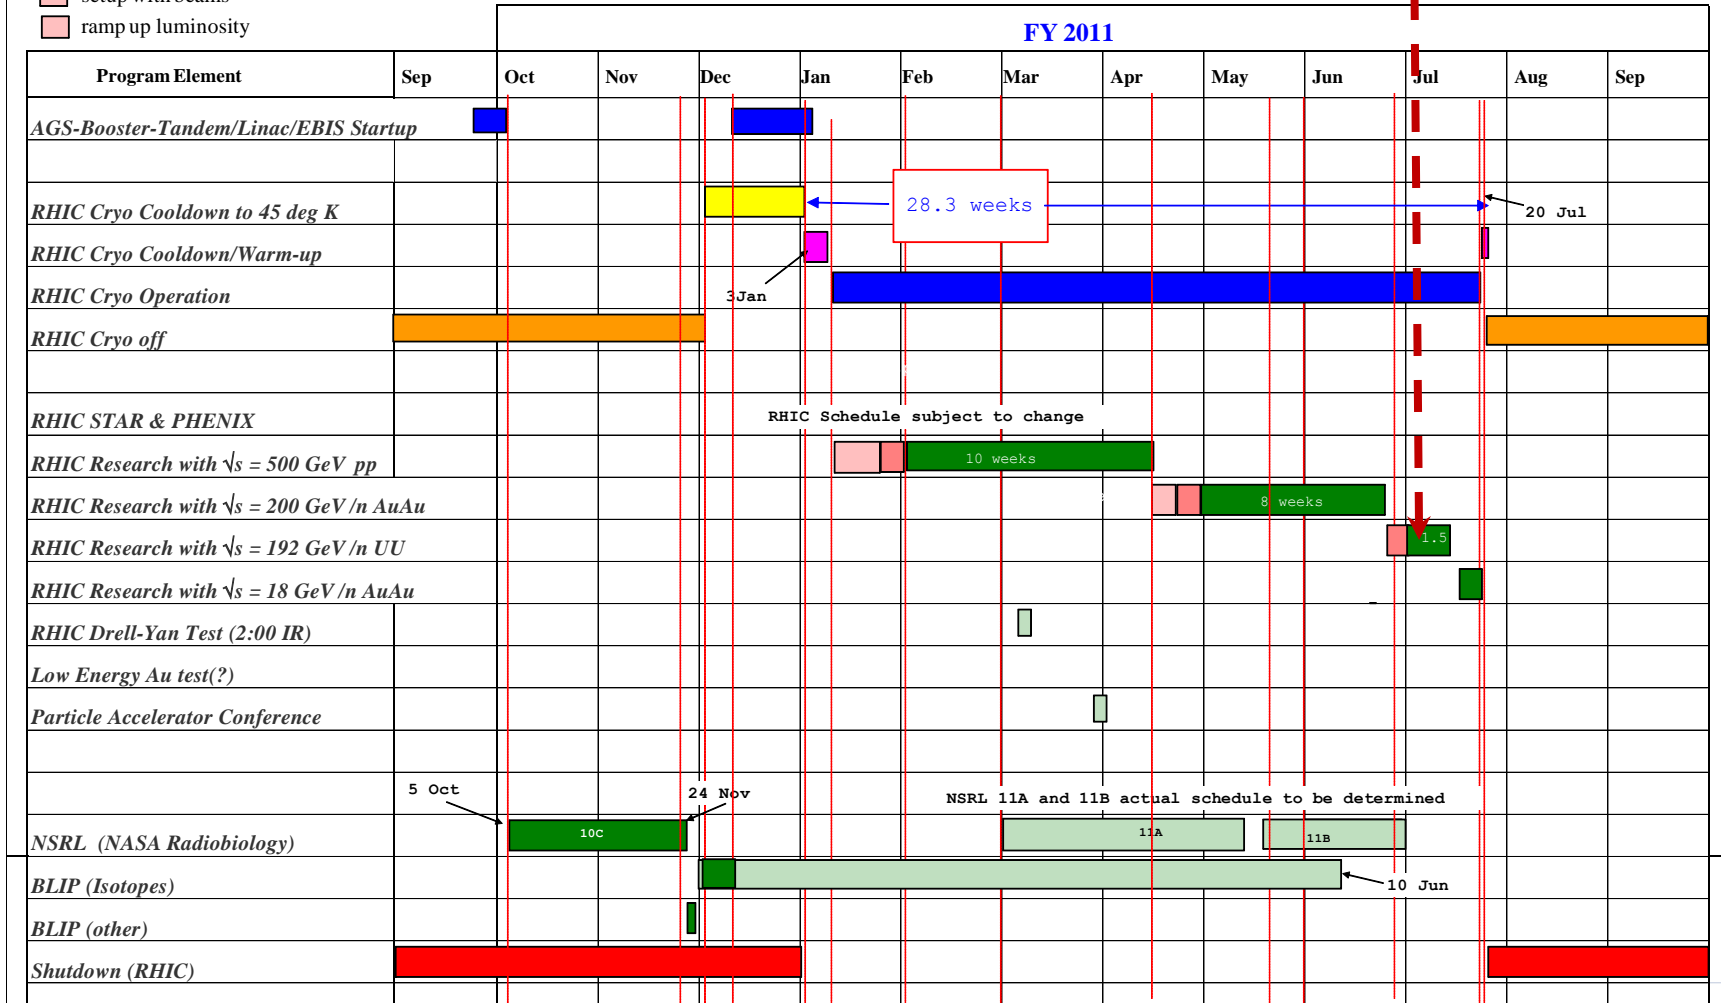 setup with beams
ramp up luminosity
FY 2011
Program Element Sep Oct Nov Dec Jan Feb Mar Apr May Jun Jul Aug Sep
AGS-Booster-Tandem/Linac/EBIS Startup
RHIC Cryo Cooldown to 45 deg K
28.3 weeks
20 Jul
RHIC Cryo Cooldown/Warm-up
3Jan
RHIC Cryo Operation
RHIC Cryo off
RHIC STAR & PHENIX
RHIC Schedule subject to change
RHIC Research with √s = 500 GeV pp
10 weeks
RHIC Research with √s = 200 GeV/n AuAu
8 weeks
RHIC Research with √s = 192 GeV/n UU
1.5
RHIC Research with √s = 18 GeV/n AuAu
RHIC Drell-Yan Test (2:00 IR)
Low Energy Au test(?)
Particle Accelerator Conference
5 Oct
24 Nov
NSRL 11A and 11B actual schedule to be determined
NSRL (NASA Radiobiology)
10C
11A
11B
BLIP (Isotopes)
10 Jun
BLIP (other)
Shutdown (RHIC)